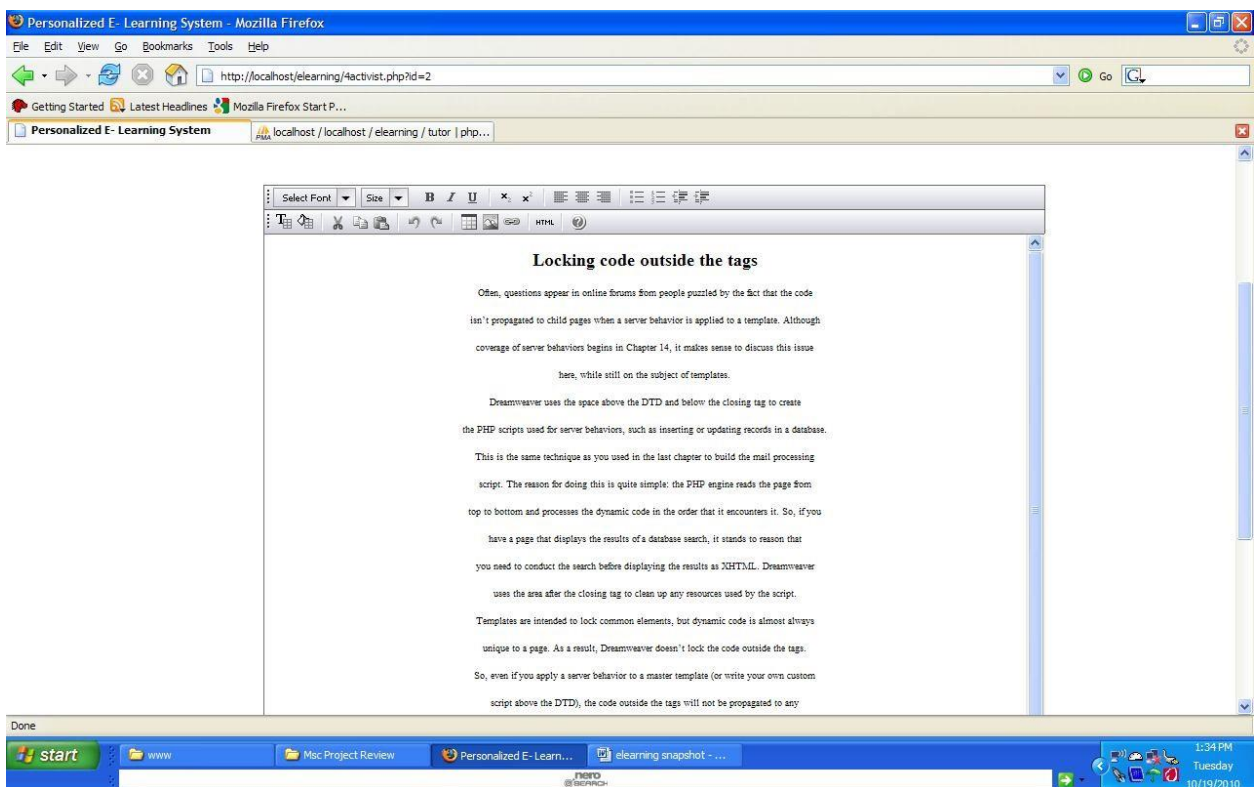 Personalized E- Learning System - Mozilla Firefox
File Edit View Go Bookmarks Tools Help
http://localhost/elearning/4activist.php?id=2 Go G
Getting Started Latest Headlines Mozilla Firefox Start P...
Personalized E- Learning System PMA localhost / localhost / elearning / tutor | php...
Select Font Size B I U x₂ x²
HTML
Locking code outside the tags
Often, questions appear in online forums from people puzzled by the fact that the code
isn't propagated to child pages when a server behavior is applied to a template. Although
coverage of server behaviors begins in Chapter 14, it makes sense to discuss this issue
here, while still on the subject of templates.
Dreamweaver uses the space above the DTD and below the closing tag to create
the PHP scripts used for server behaviors, such as inserting or updating records in a database.
This is the same technique as you used in the last chapter to build the mail processing
script. The reason for doing this is quite simple: the PHP engine reads the page from
top to bottom and processes the dynamic code in the order that it encounters it. So, if you
have a page that displays the results of a database search, it stands to reason that
you need to conduct the search before displaying the results as XHTML. Dreamweaver
uses the area after the closing tag to clean up any resources used by the script.
Templates are intended to lock common elements, but dynamic code is almost always
unique to a page. As a result, Dreamweaver doesn't lock the code outside the tags.
So, even if you apply a server behavior to a master template (or write your own custom
script above the DTD), the code outside the tags will not be propagated to any
Done
start www Msc Project Review Personalized E- Learn... elearning snapshot - ... 1:34 PM
Tuesday
nero
SEARCH
10/19/2010